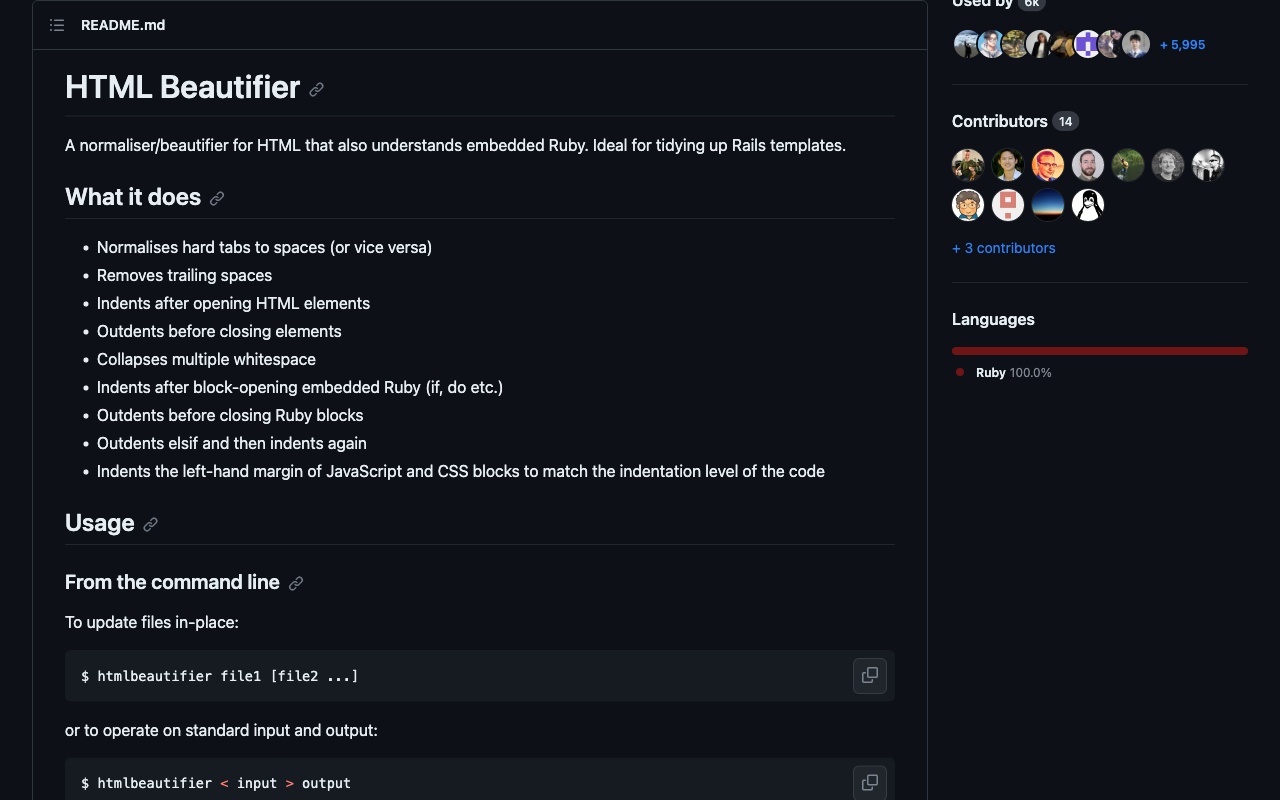 README.md
HTML Beautifier
A normaliser/beautifier for HTML that also understands embedded Ruby. Ideal for tidying up Rails templates.
What it does
• Normalises hard tabs to spaces (or vice versa)
• Removes trailing spaces
• Indents after opening HTML elements
• Outdents before closing elements
• Collapses multiple whitespace
• Indents after block-opening embedded Ruby (if, do etc.)
• Outdents before closing Ruby blocks
• Outdents elsif and then indents again
• Indents the left-hand margin of JavaScript and CSS blocks to match the indentation level of the code
Usage
From the command line
To update files in-place:
$ htmlbeautifier file1 [file2 ...]
or to operate on standard input and output:
$ htmlbeautifier < input > output
Used by 6k
+ 5,995
Contributors 14
+ 3 contributors
Languages
Ruby 100.0%